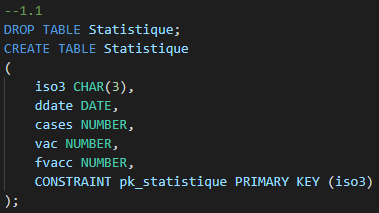 --1.1
DROP TABLE Statistique;
CREATE TABLE Statistique
(
    iso3 CHAR(3),
    ddate DATE,
    cases NUMBER,
    vac NUMBER,
    fvacc NUMBER,
    CONSTRAINT pk_statistique PRIMARY KEY (iso3)
);